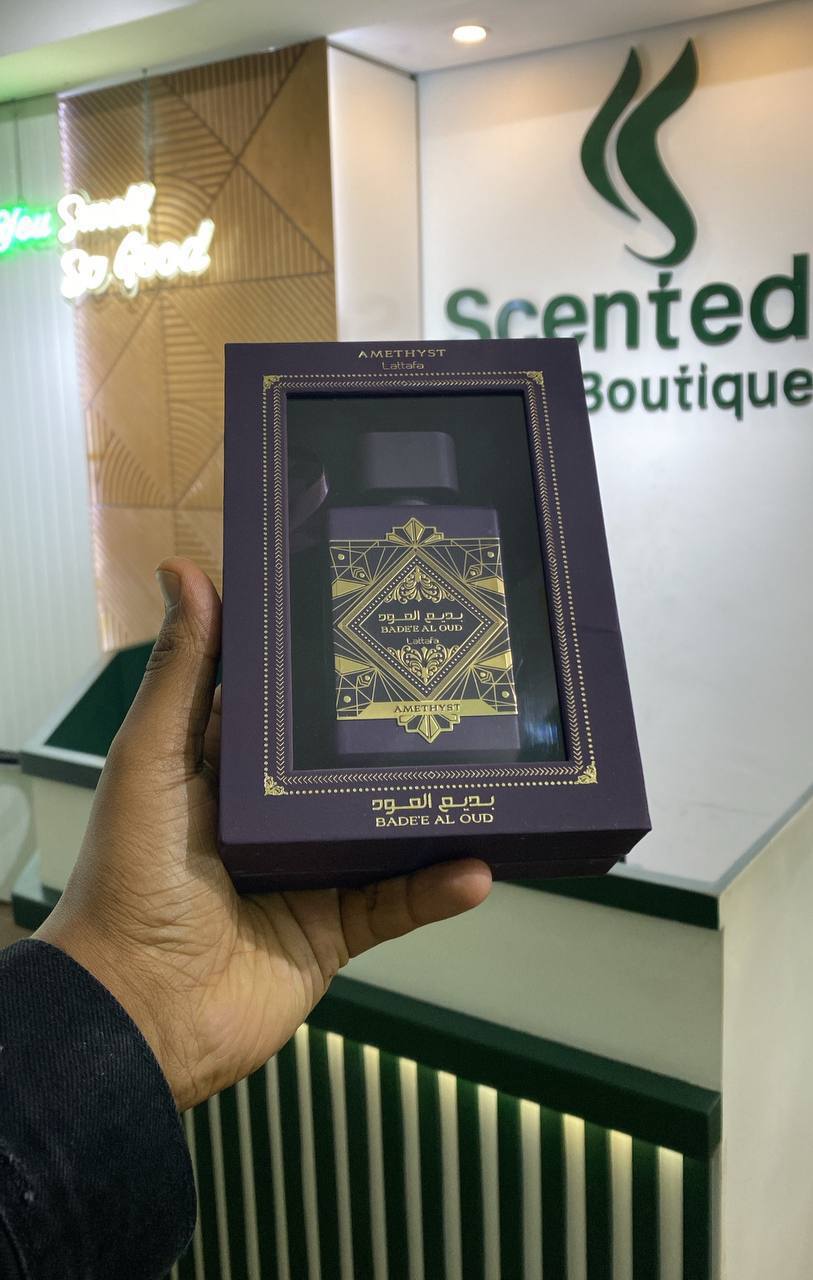 You Smell
So Good
Scented
Boutique
AMETHYST
Lattafa
بديع العود
BADE'E AL OUD
Lattafa
AMETHYST
بديع العود
BADE'E AL OUD